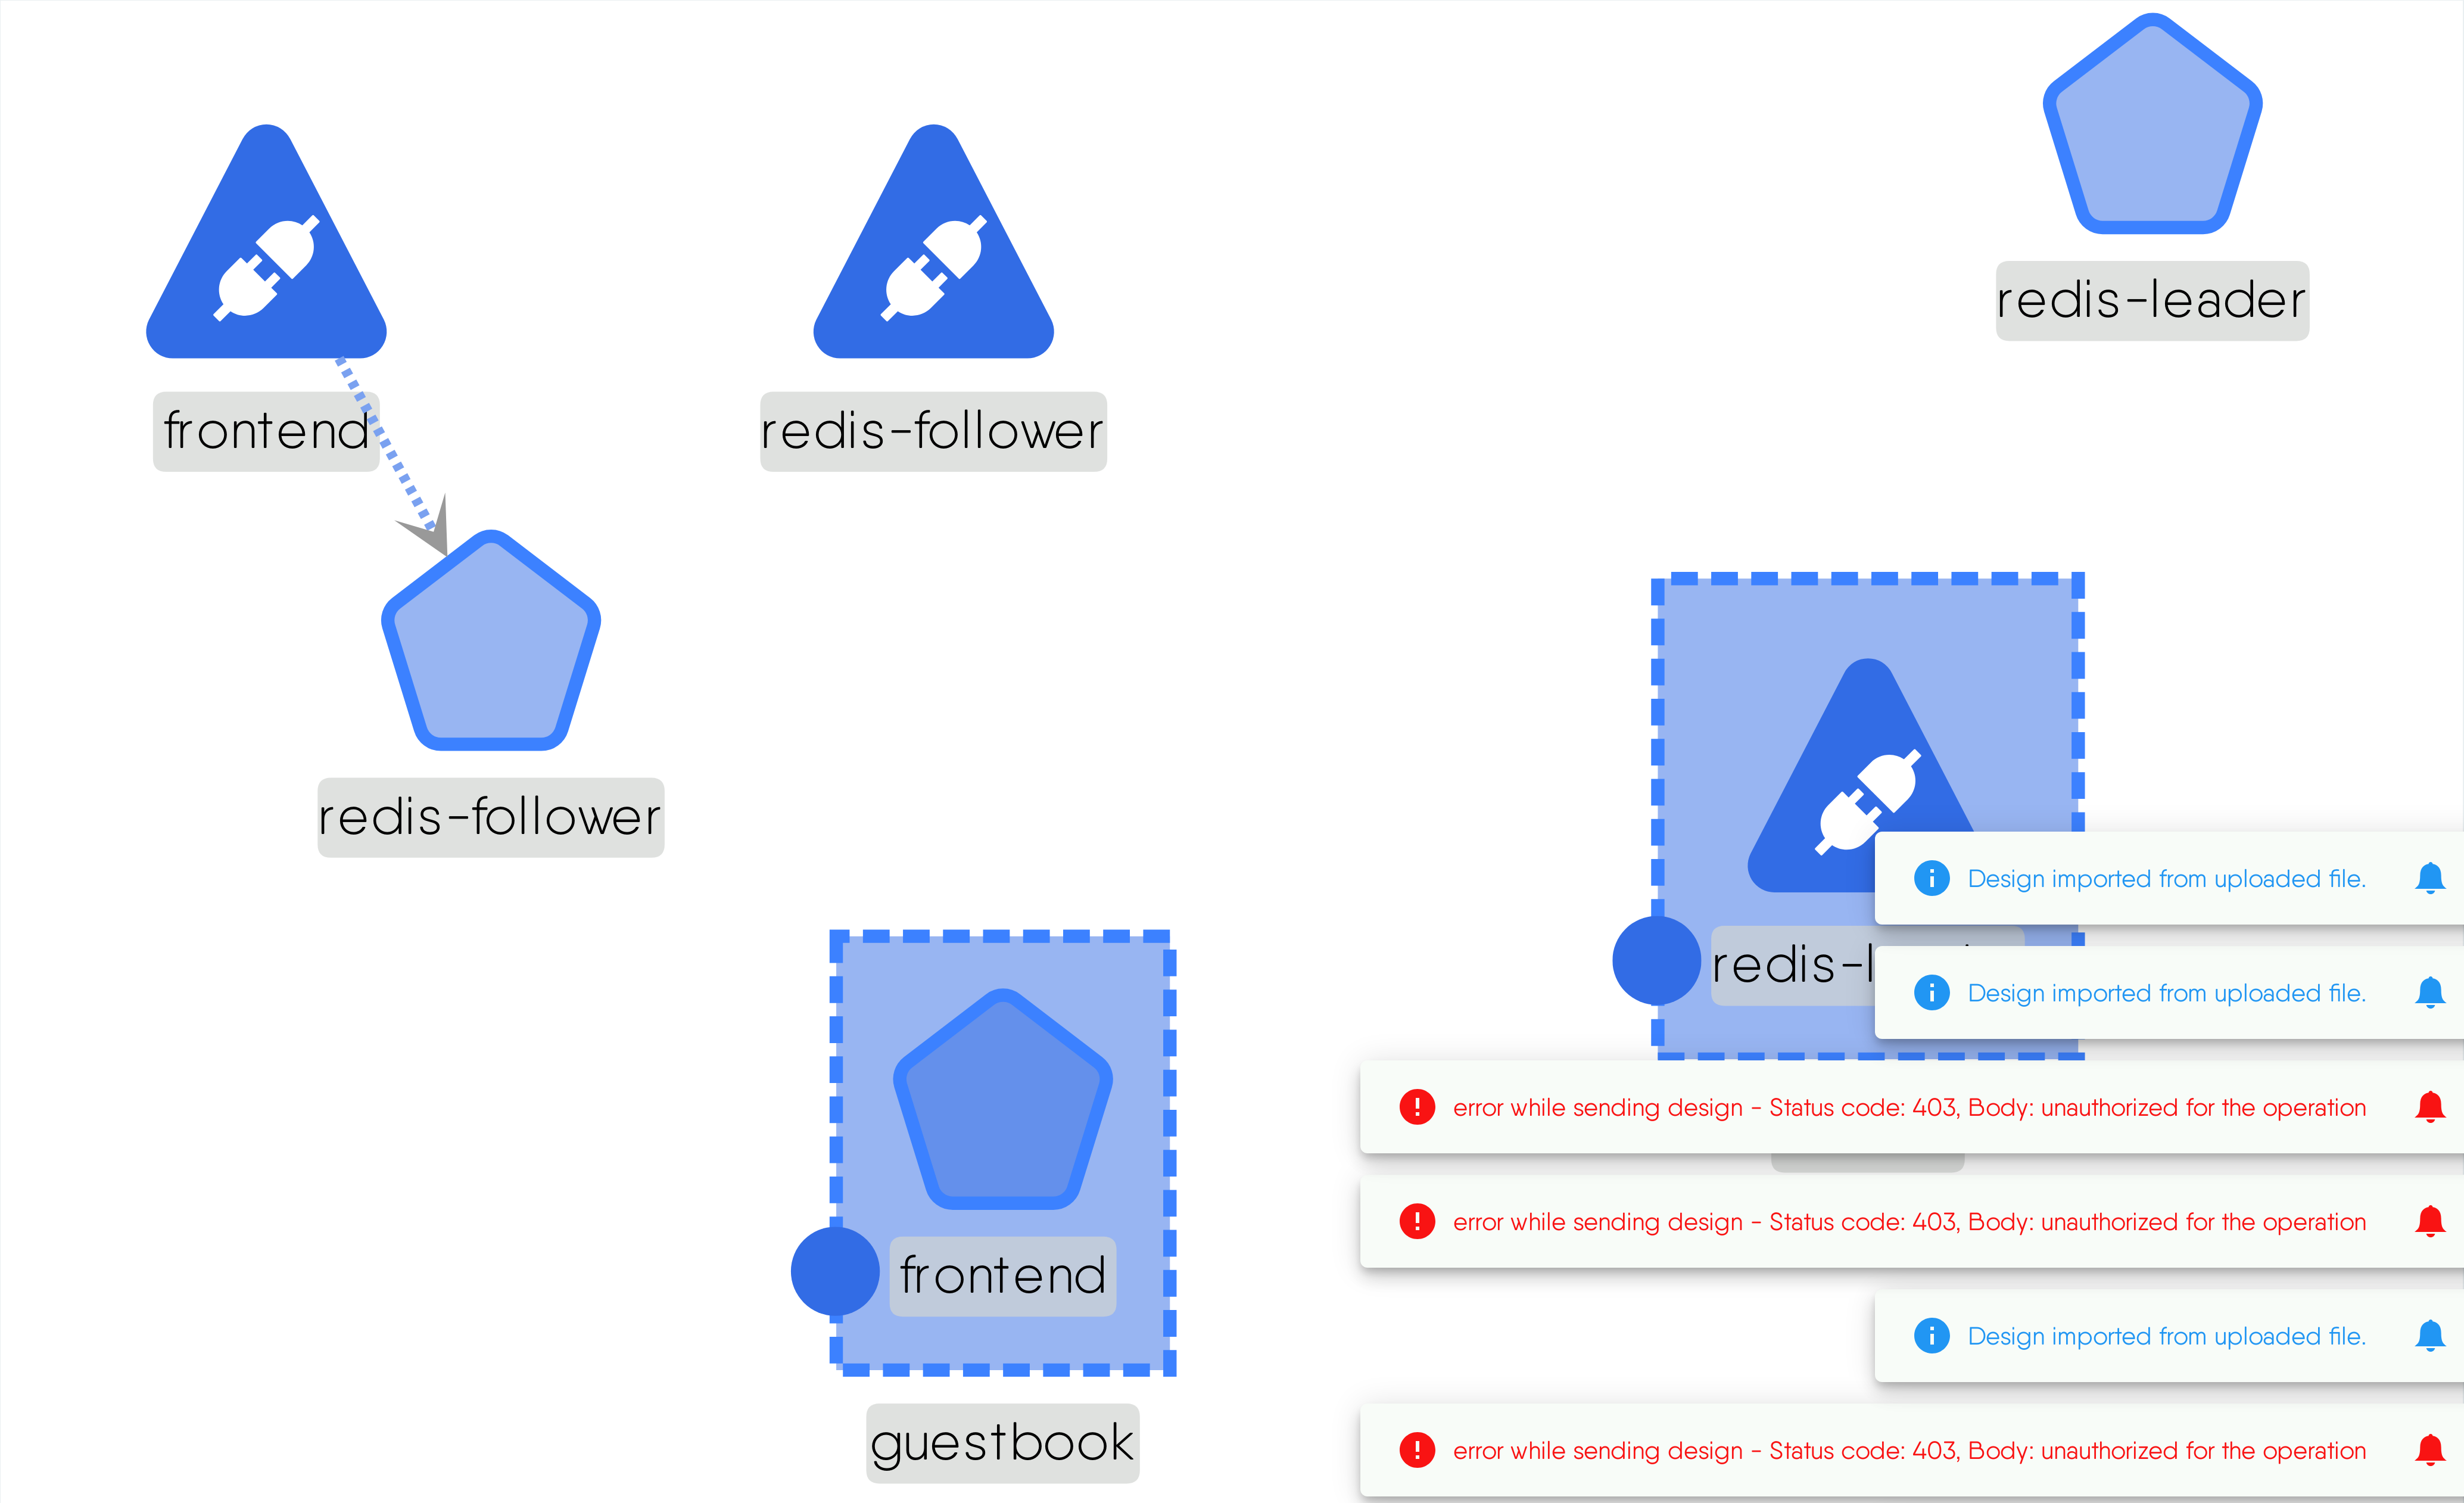 redis-leader
frontend
redis-follower
redis-follower
Design imported from uploaded file.
Design imported from uploaded file.
error while sending design - Status code: 403, Body: unauthorized for the operation
error while sending design - Status code: 403, Body: unauthorized for the operation
frontend
Design imported from uploaded file.
guestbook
error while sending design - Status code: 403, Body: unauthorized for the operation